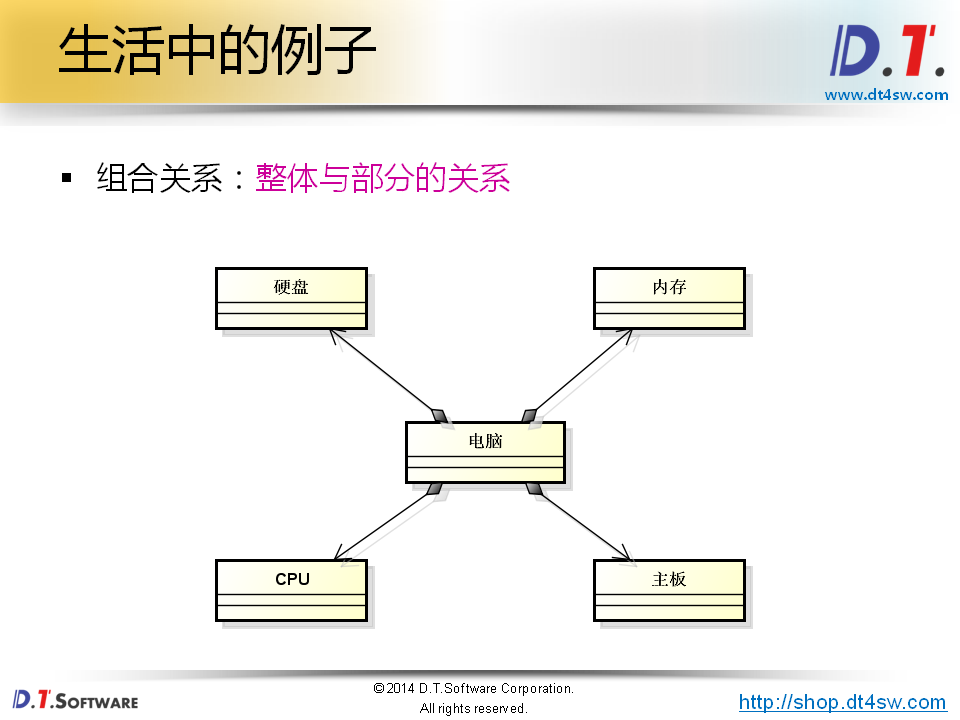 生活中的例子
D.T.
www.dt4sw.com
▪ 组合关系：整体与部分的关系
硬盘
内存
电脑
CPU
主板
D.T.SOFTWARE
©2014 D.T.Software Corporation.
All rights reserved.
http://shop.dt4sw.com